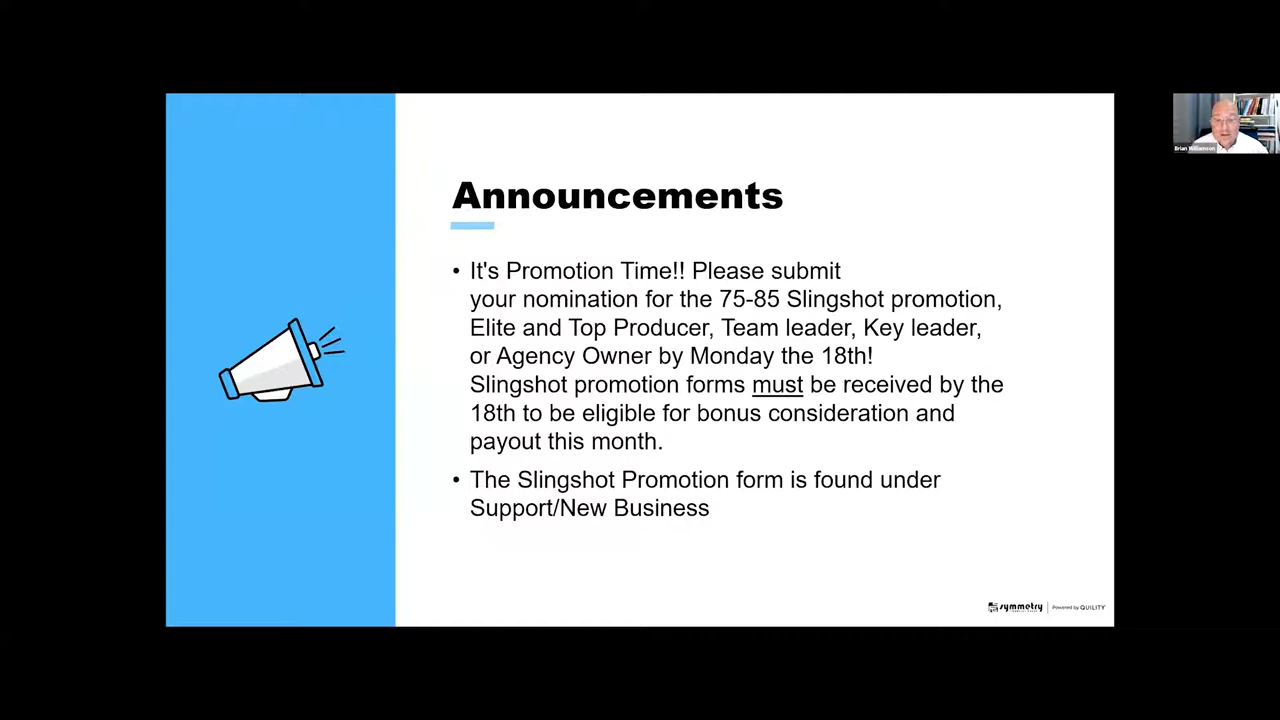 Announcements
• It's Promotion Time!! Please submit
your nomination for the 75-85 Slingshot promotion,
Elite and Top Producer, Team leader, Key leader,
or Agency Owner by Monday the 18th!
Slingshot promotion forms must be received by the
18th to be eligible for bonus consideration and
payout this month.
• The Slingshot Promotion form is found under
Support/New Business
symmetry
Powered by QUILITY
Brian Williamson